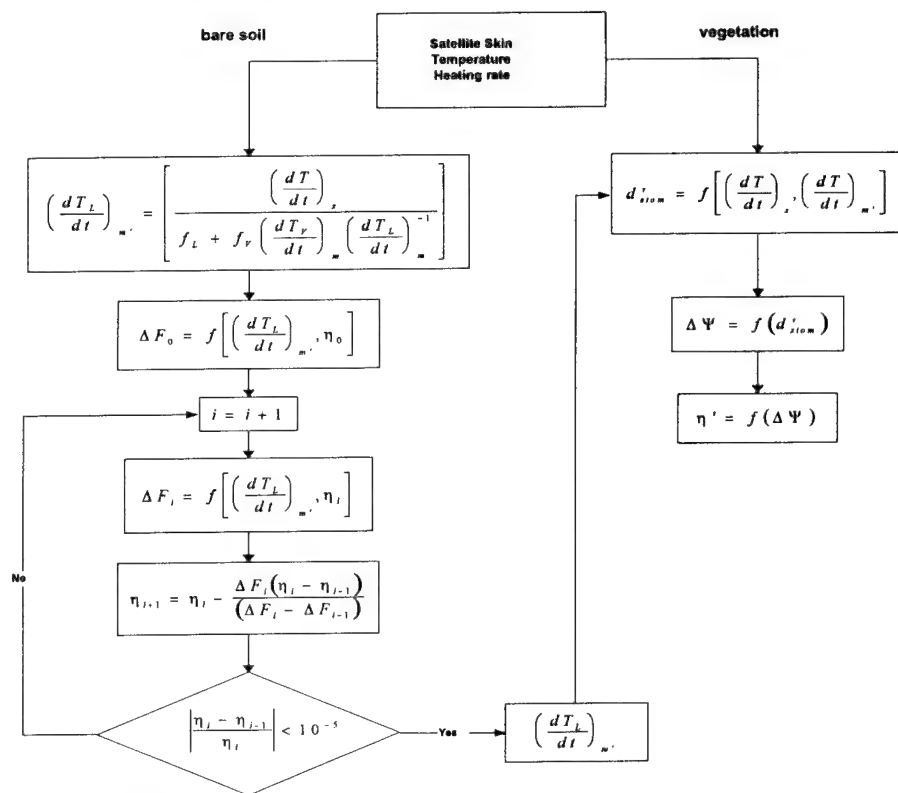 bare soil
Satellite Skin
Temperature
Heating rate
vegetation
(dT_L/dt)_m' = [(dT/dt)_s / (f_L + f_V (dT_V/dt)_m (dT_L/dt)_m^-1)]
ΔF_0 = f[(dT_L/dt)_m', η_0]
i = i + 1
ΔF_i = f[(dT_L/dt)_m', η_i]
η_i+1 = η_i - ΔF_i(η_i - η_i-1) / (ΔF_i - ΔF_i-1)
|(η_i - η_i-1) / η_i| < 10^-5
No
Yes
(dT_L/dt)_m'
d'_stom = f[(dT/dt)_s, (dT/dt)_m']
ΔΨ = f(d'_stom)
η' = f(ΔΨ)